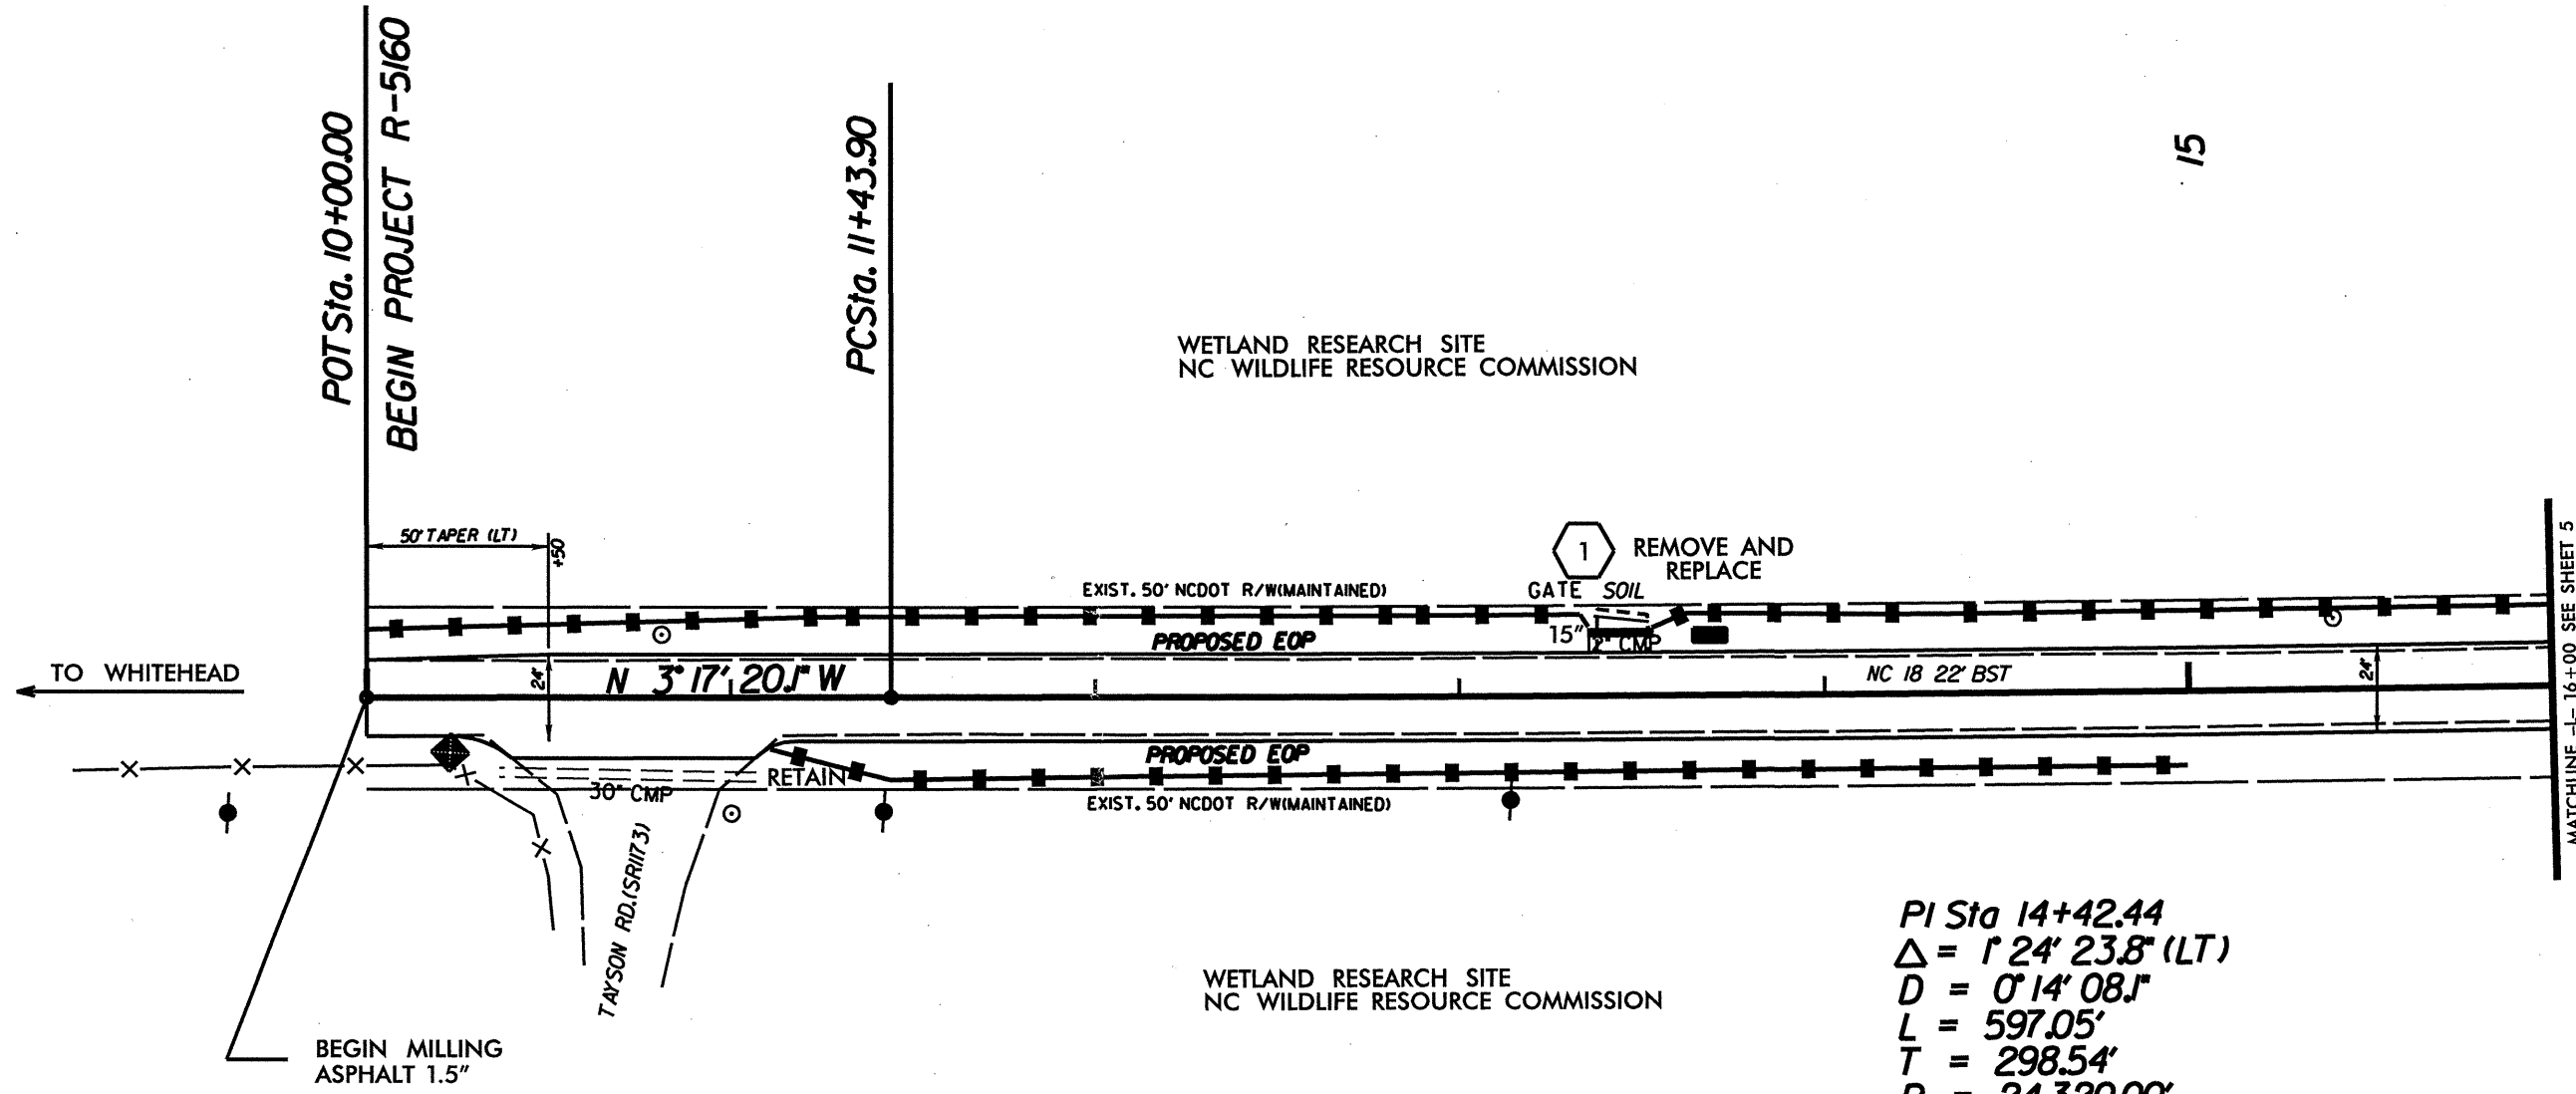 POT Sta. 10+00.00
BEGIN PROJECT R-5160
PC Sta. 11+43.90
15
WETLAND RESEARCH SITE
NC WILDLIFE RESOURCE COMMISSION
50' TAPER (LT)
+50
1
REMOVE AND
REPLACE
EXIST. 50' NCDOT R/W(MAINTAINED)
GATE SOIL
15"
12" CMP
PROPOSED EOP
TO WHITEHEAD
24'
N 3° 17' 20.1" W
NC 18 22' BST
24'
MATCHLINE -L- 16+00 SEE SHEET 5
PROPOSED EOP
RETAIN
30" CMP
EXIST. 50' NCDOT R/W(MAINTAINED)
TAYSON RD.(SR1173)
WETLAND RESEARCH SITE
NC WILDLIFE RESOURCE COMMISSION
BEGIN MILLING
ASPHALT 1.5"
PI Sta 14+42.44
Δ = 1° 24' 23.8" (LT)
D = 0° 14' 08.1"
L = 597.05'
T = 298.54'
R = 24,320.00'